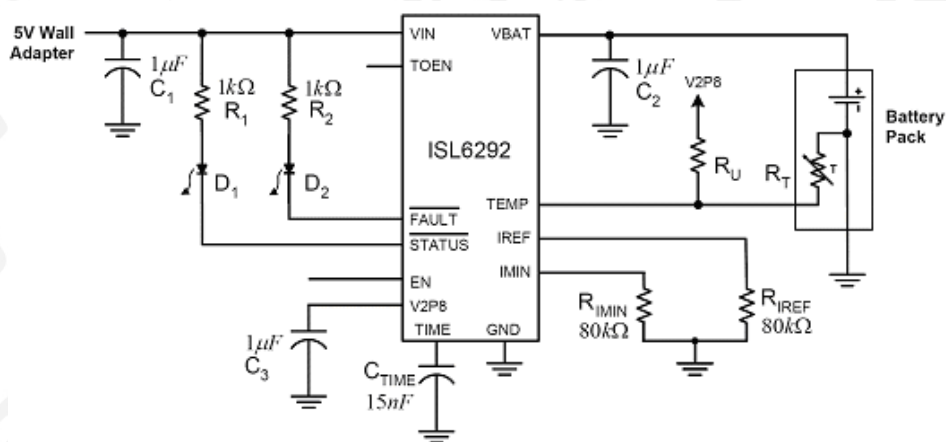 5V Wall
Adapter
1μF
C1
1kΩ
R1
1kΩ
R2
D1
D2
VIN
TOEN
ISL6292
FAULT
STATUS
EN
V2P8
TIME
GND
VBAT
TEMP
IREF
IMIN
1μF
C2
V2P8
RU
RT
T
+
Battery
Pack
RIMIN
80kΩ
RIREF
80kΩ
1μF
C3
CTIME
15nF